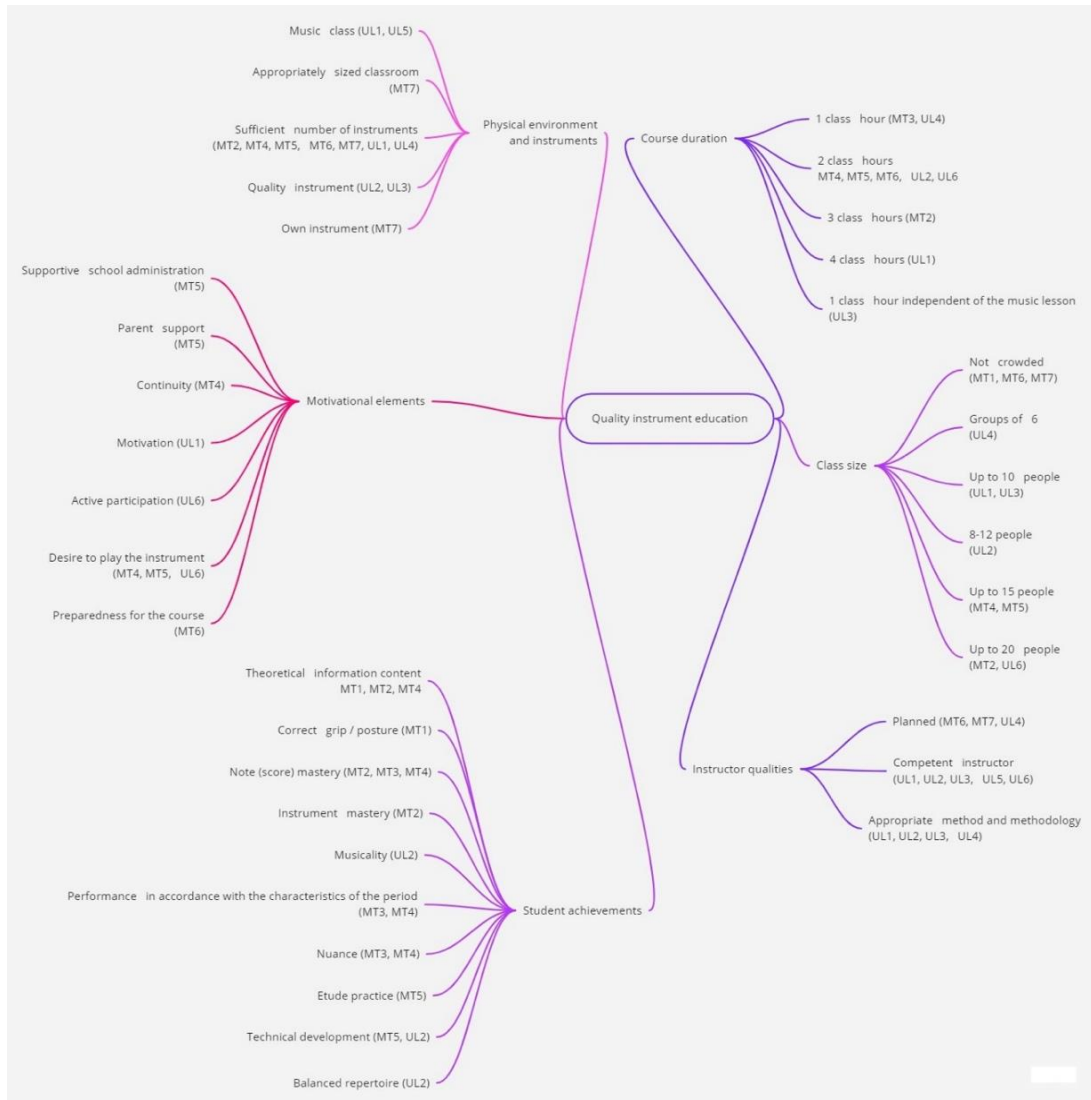 Quality instrument education
Physical environment
and instruments
Music class (UL1, UL5)
Appropriately sized classroom
(MT7)
Sufficient number of instruments
(MT2, MT4, MT5, MT6, MT7, UL1, UL4)
Quality instrument (UL2, UL3)
Own instrument (MT7)
Motivational elements
Supportive school administration
(MT5)
Parent support
(MT5)
Continuity (MT4)
Motivation (UL1)
Active participation (UL6)
Desire to play the instrument
(MT4, MT5, UL6)
Preparedness for the course
(MT6)
Student achievements
Theoretical information content
MT1, MT2, MT4
Correct grip / posture (MT1)
Note (score) mastery (MT2, MT3, MT4)
Instrument mastery (MT2)
Musicality (UL2)
Performance in accordance with the characteristics of the period
(MT3, MT4)
Nuance (MT3, MT4)
Etude practice (MT5)
Technical development (MT5, UL2)
Balanced repertoire (UL2)
Course duration
1 class hour (MT3, UL4)
2 class hours
MT4, MT5, MT6, UL2, UL6
3 class hours (MT2)
4 class hours (UL1)
1 class hour independent of the music lesson
(UL3)
Class size
Not crowded
(MT1, MT6, MT7)
Groups of 6
(UL4)
Up to 10 people
(UL1, UL3)
8-12 people
(UL2)
Up to 15 people
(MT4, MT5)
Up to 20 people
(MT2, UL6)
Instructor qualities
Planned (MT6, MT7, UL4)
Competent instructor
(UL1, UL2, UL3, UL5, UL6)
Appropriate method and methodology
(UL1, UL2, UL3, UL4)